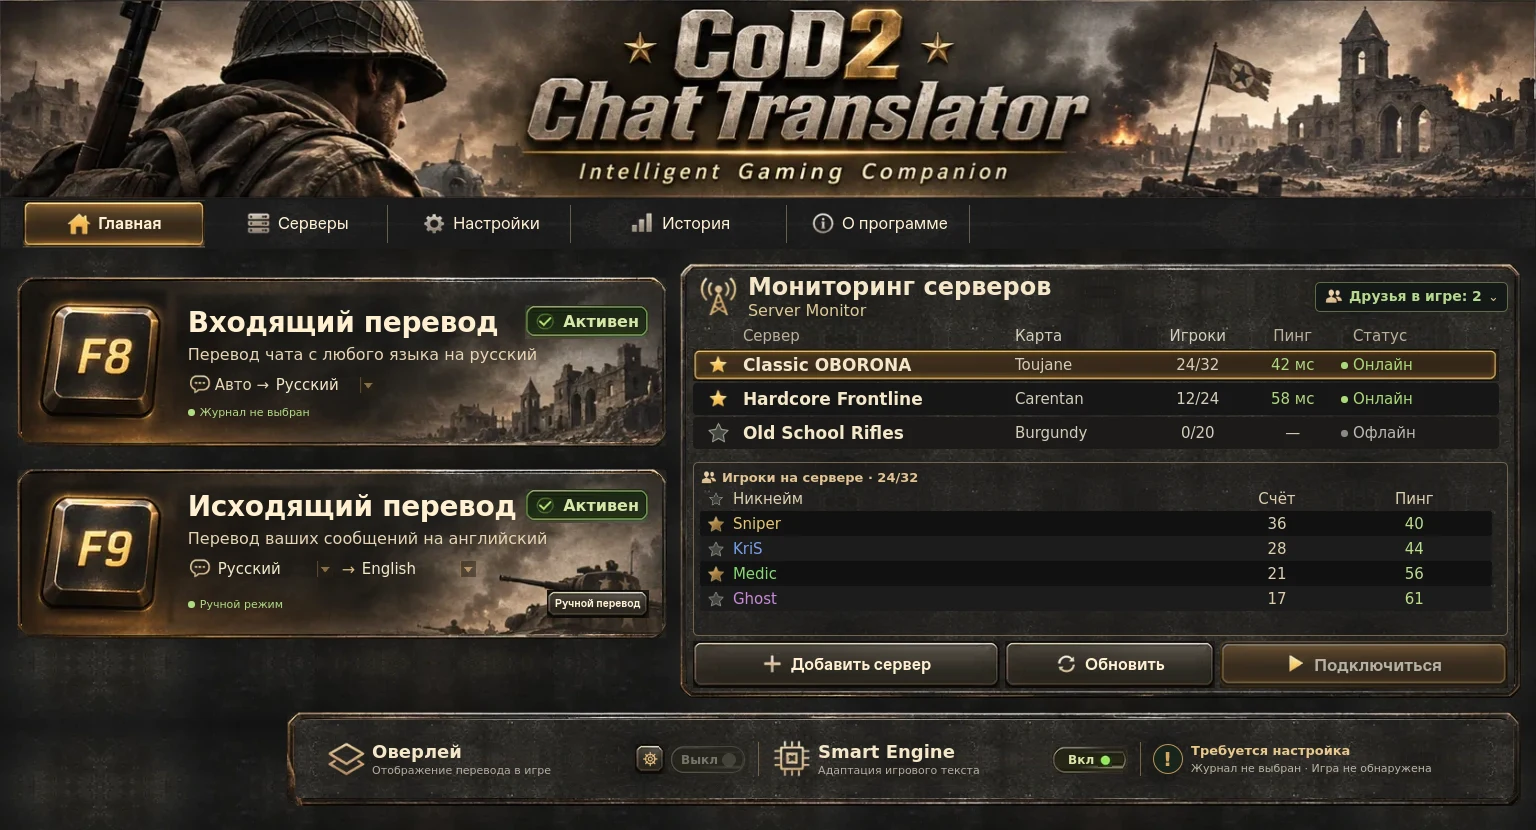 CoD2
Chat Translator
Intelligent Gaming Companion
Главная
Серверы
Настройки
История
О программе
F8
Входящий перевод
Активен
Перевод чата с любого языка на русский
Авто → Русский
Журнал не выбран
F9
Исходящий перевод
Активен
Перевод ваших сообщений на английский
Русский → English
Ручной режим
Ручной перевод
Мониторинг серверов
Server Monitor
Друзья в игре: 2
Сервер Карта Игроки Пинг Статус
Classic OBORONA Toujane 24/32 42 мс Онлайн
Hardcore Frontline Carentan 12/24 58 мс Онлайн
Old School Rifles Burgundy 0/20 — Офлайн
Игроки на сервере · 24/32
Никнейм Счёт Пинг
Sniper 36 40
KriS 28 44
Medic 21 56
Ghost 17 61
Добавить сервер
Обновить
Подключиться
Оверлей
Отображение перевода в игре
Выкл
Smart Engine
Адаптация игрового текста
Вкл
!
Требуется настройка
Журнал не выбран · Игра не обнаружена